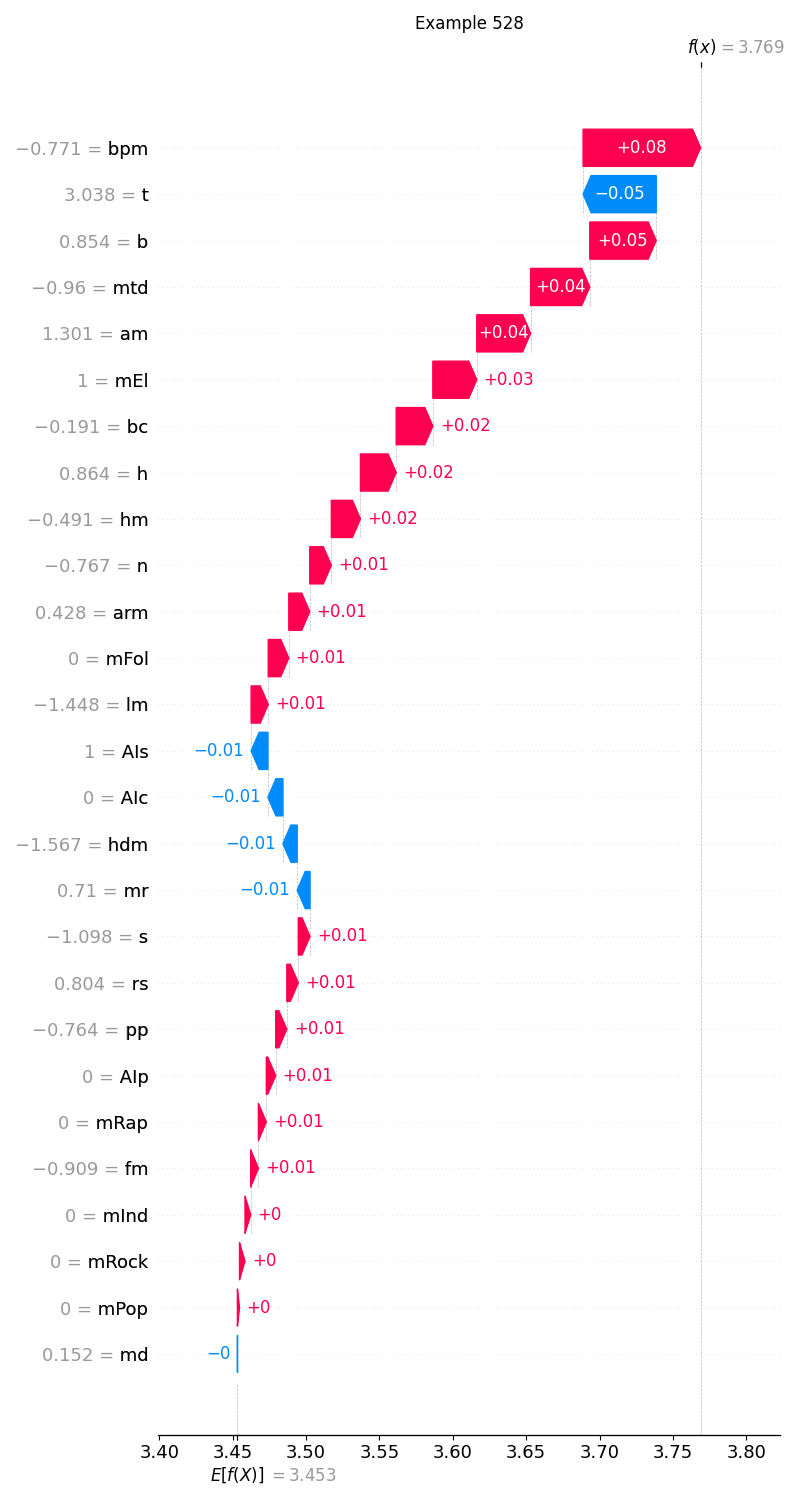 Example 528
f(x) = 3.769
−0.771 = bpm +0.08
3.038 = t −0.05
0.854 = b +0.05
−0.96 = mtd +0.04
1.301 = am +0.04
1 = mEl +0.03
−0.191 = bc +0.02
0.864 = h +0.02
−0.491 = hm +0.02
−0.767 = n +0.01
0.428 = arm +0.01
0 = mFol +0.01
−1.448 = lm +0.01
1 = AIs −0.01
0 = AIc −0.01
−1.567 = hdm −0.01
0.71 = mr −0.01
−1.098 = s +0.01
0.804 = rs +0.01
−0.764 = pp +0.01
0 = AIp +0.01
0 = mRap +0.01
−0.909 = fm +0.01
0 = mInd +0
0 = mRock +0
0 = mPop +0
0.152 = md −0
3.40 3.45 3.50 3.55 3.60 3.65 3.70 3.75 3.80
E[f(X)] = 3.453